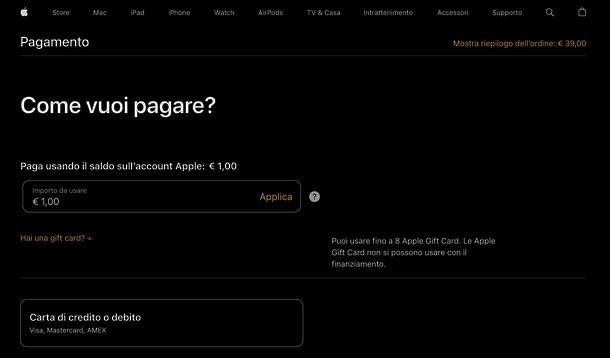 Store Mac iPad iPhone Watch AirPods TV & Casa Intrattenimento Accessori Supporto
Pagamento
Mostra riepilogo dell'ordine: € 39,00
Come vuoi pagare?
Paga usando il saldo sull'account Apple: € 1,00
Importo da usare
€ 1,00
Applica
?
Hai una gift card?
Puoi usare fino a 8 Apple Gift Card. Le Apple
Gift Card non si possono usare con il
finanziamento.
Carta di credito o debito
Visa, Mastercard, AMEX